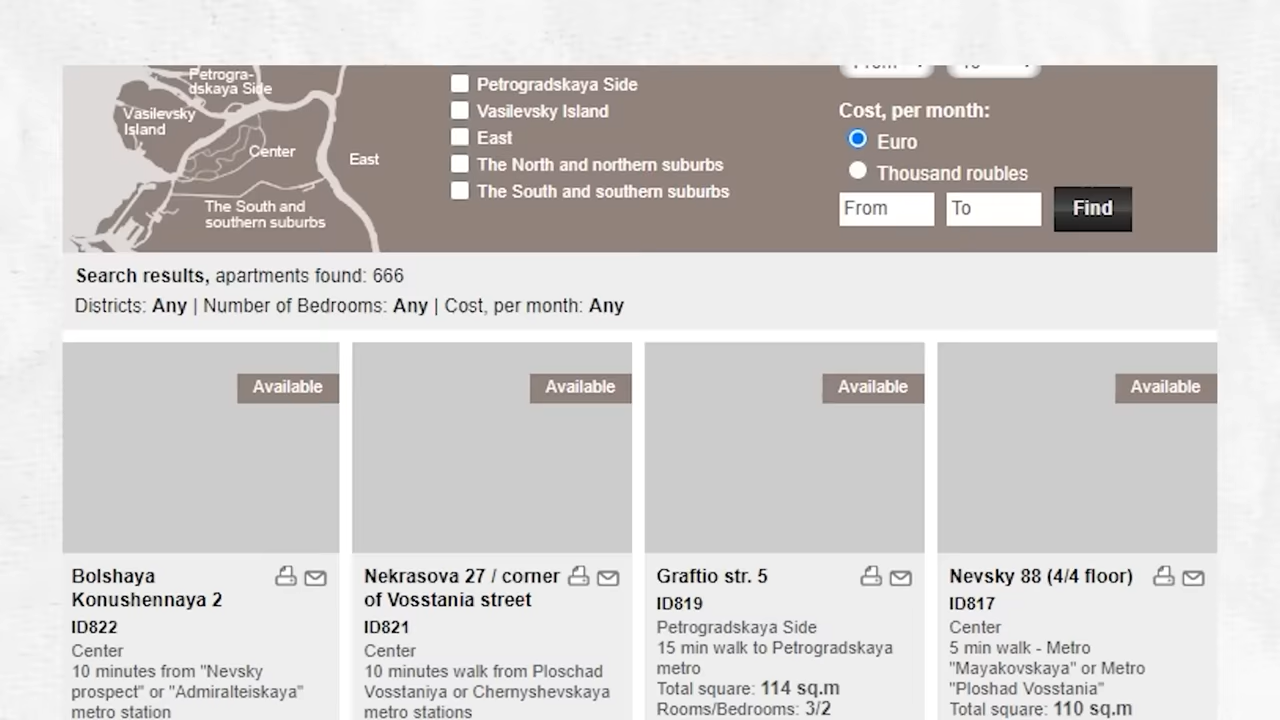 Petrogra-
dskaya Side
Vasilevsky
Island
Center
East
The South and
southern suburbs
Petrogradskaya Side
Vasilevsky Island
East
The North and northern suburbs
The South and southern suburbs
Cost, per month:
Euro
Thousand roubles
From
To
Find
Search results, apartments found: 666
Districts: Any | Number of Bedrooms: Any | Cost, per month: Any
Available
Available
Available
Available
Bolshaya
Konushennaya 2
ID822
Center
10 minutes from "Nevsky
prospect" or "Admiralteiskaya"
metro station
Nekrasova 27 / corner
of Vosstania street
ID821
Center
10 minutes walk from Ploschad
Vosstaniya or Chernyshevskaya
metro stations
Graftio str. 5
ID819
Petrogradskaya Side
15 min walk to Petrogradskaya
metro
Total square: 114 sq.m
Rooms/Bedrooms: 3/2
Nevsky 88 (4/4 floor)
ID817
Center
5 min walk - Metro
"Mayakovskaya" or Metro
"Ploshad Vosstania"
Total square: 110 sq.m